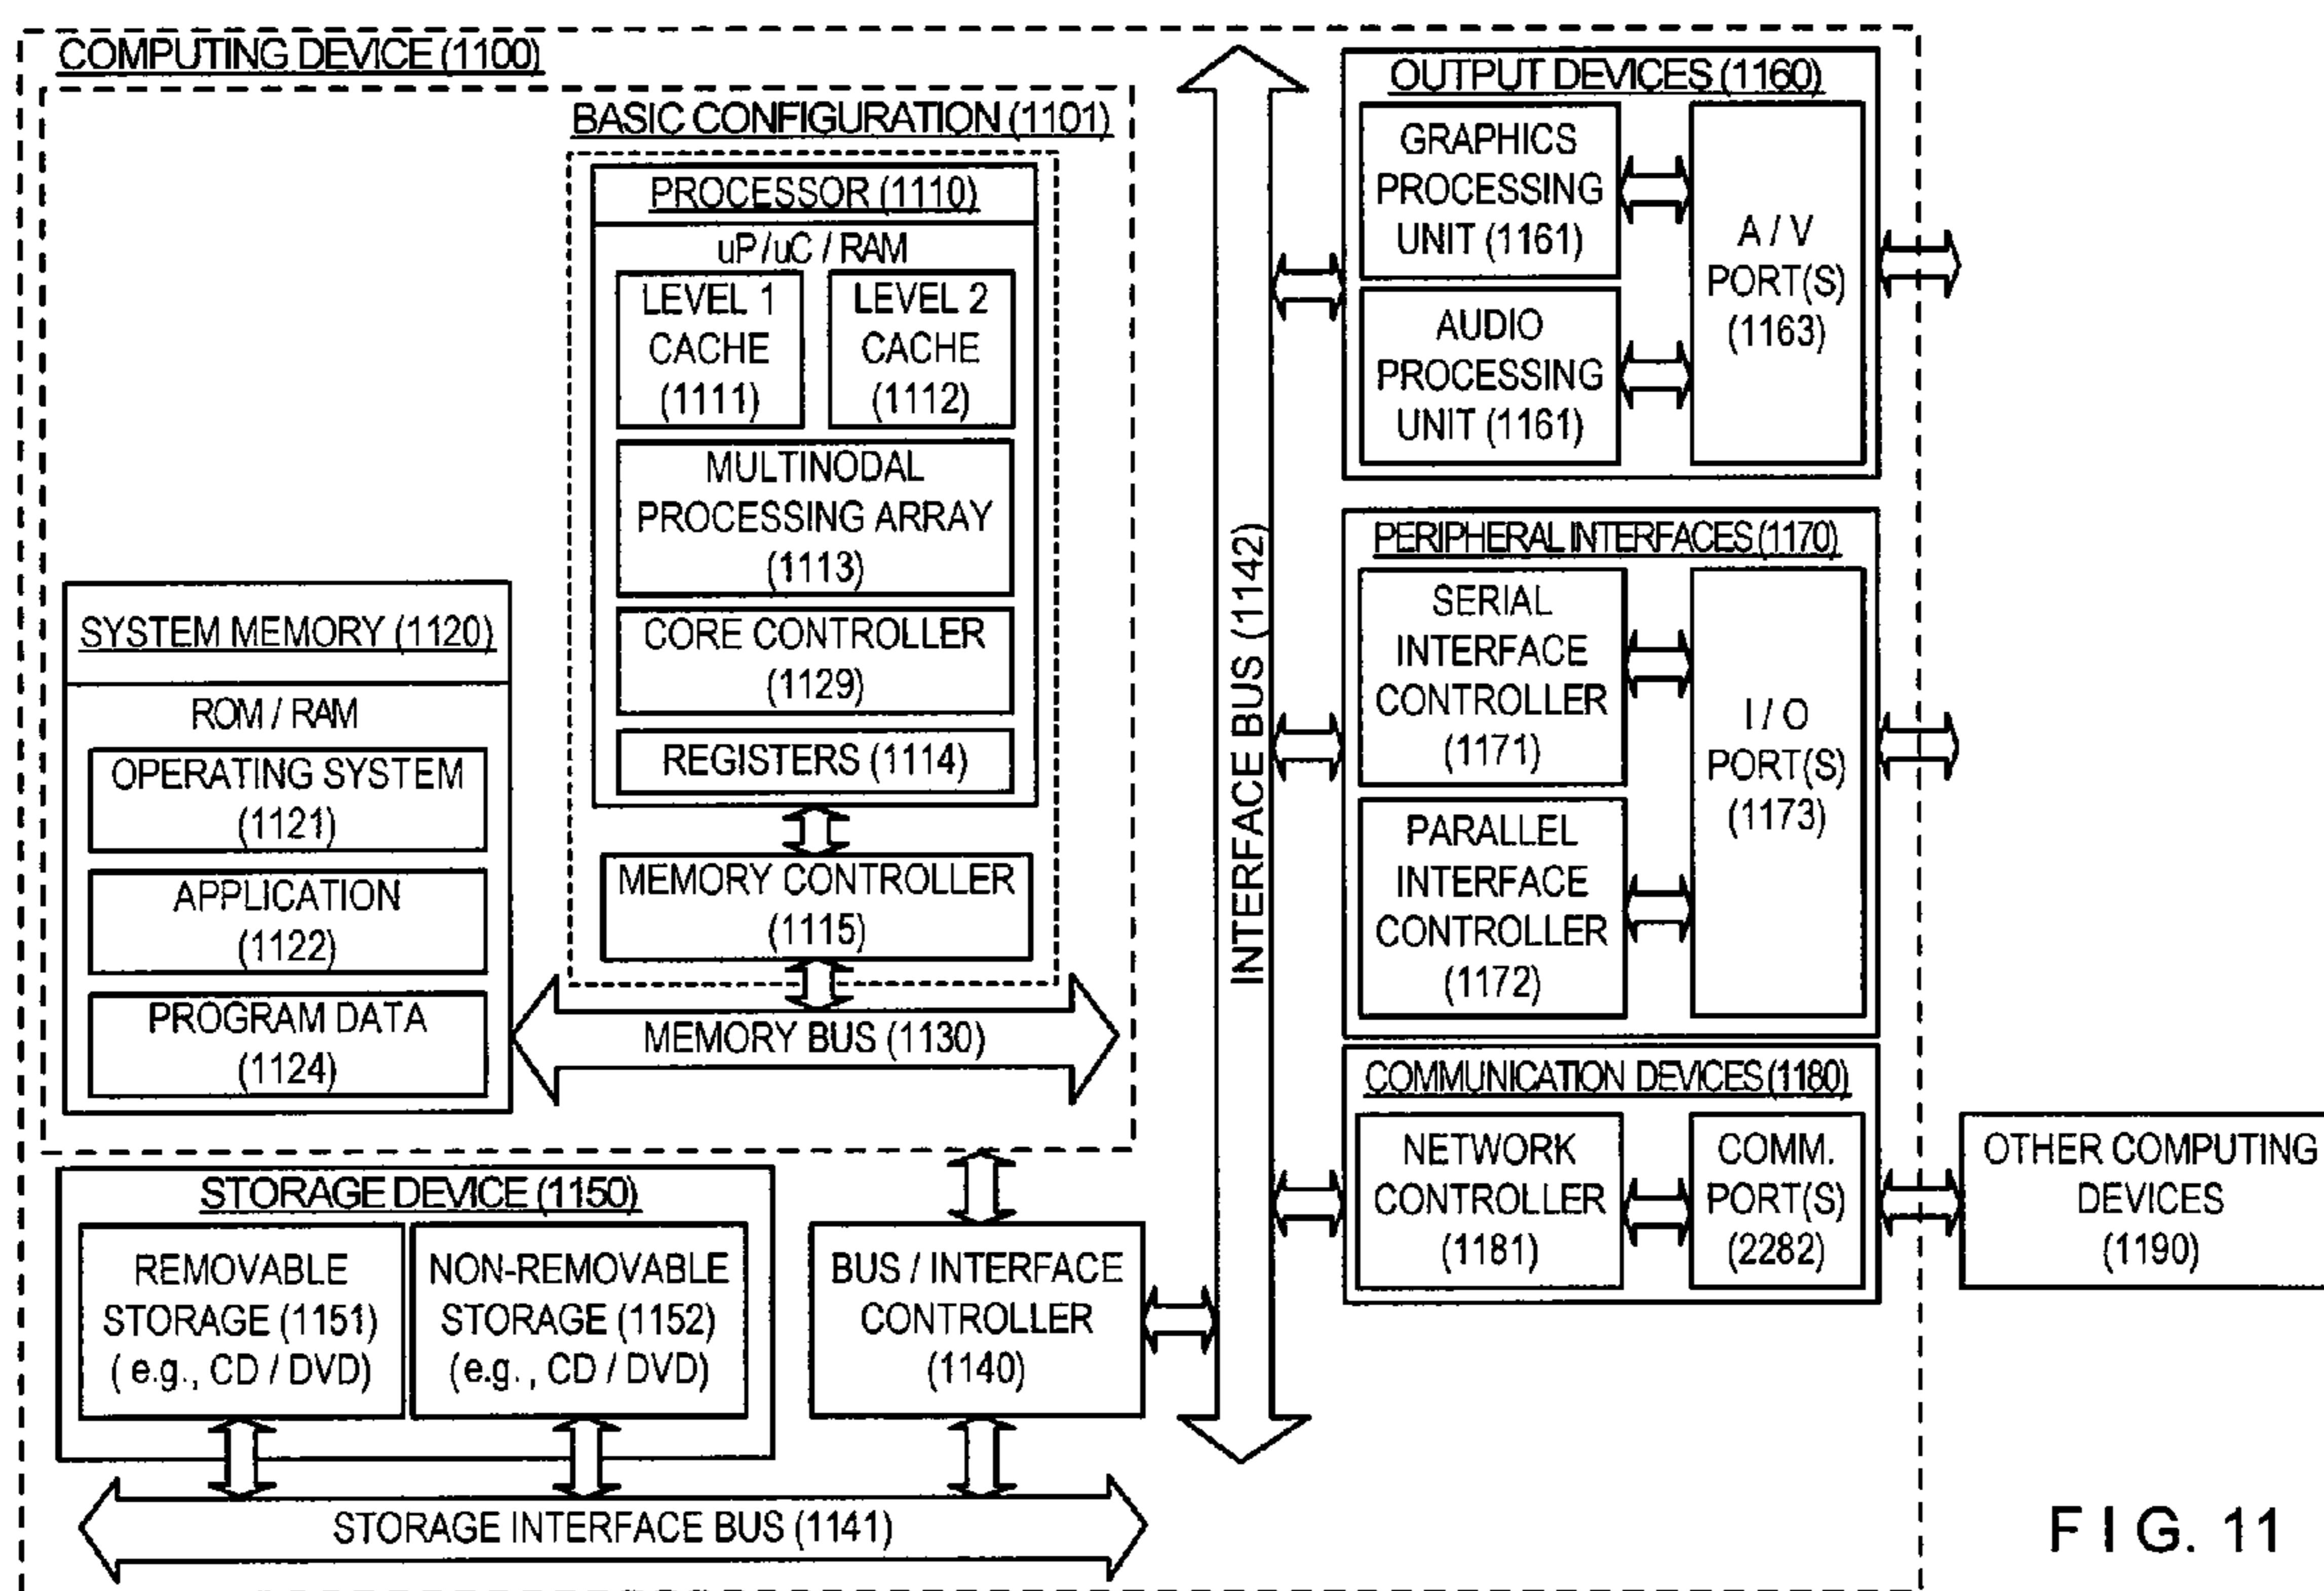 COMPUTING DEVICE (1100)
BASIC CONFIGURATION (1101)
PROCESSOR (1110)
uP/uC / RAM
LEVEL 1
CACHE
(1111)
LEVEL 2
CACHE
(1112)
MULTINODAL
PROCESSING ARRAY
(1113)
CORE CONTROLLER
(1129)
REGISTERS (1114)
MEMORY CONTROLLER
(1115)
SYSTEM MEMORY (1120)
ROM / RAM
OPERATING SYSTEM
(1121)
APPLICATION
(1122)
PROGRAM DATA
(1124)
MEMORY BUS (1130)
STORAGE DEVICE (1150)
REMOVABLE
STORAGE (1151)
( e.g., CD / DVD)
NON-REMOVABLE
STORAGE (1152)
(e.g., CD / DVD)
BUS / INTERFACE
CONTROLLER
(1140)
STORAGE INTERFACE BUS (1141)
INTERFACE BUS (1142)
OUTPUT DEVICES (1160)
GRAPHICS
PROCESSING
UNIT (1161)
AUDIO
PROCESSING
UNIT (1161)
A / V
PORT(S)
(1163)
PERIPHERAL INTERFACES (1170)
SERIAL
INTERFACE
CONTROLLER
(1171)
PARALLEL
INTERFACE
CONTROLLER
(1172)
I / O
PORT(S)
(1173)
COMMUNICATION DEVICES (1180)
NETWORK
CONTROLLER
(1181)
COMM.
PORT(S)
(2282)
OTHER COMPUTING
DEVICES
(1190)
FIG. 11